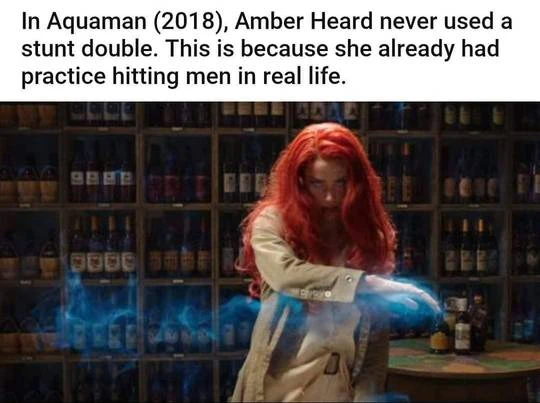 In Aquaman (2018), Amber Heard never used a
stunt double. This is because she already had
practice hitting men in real life.